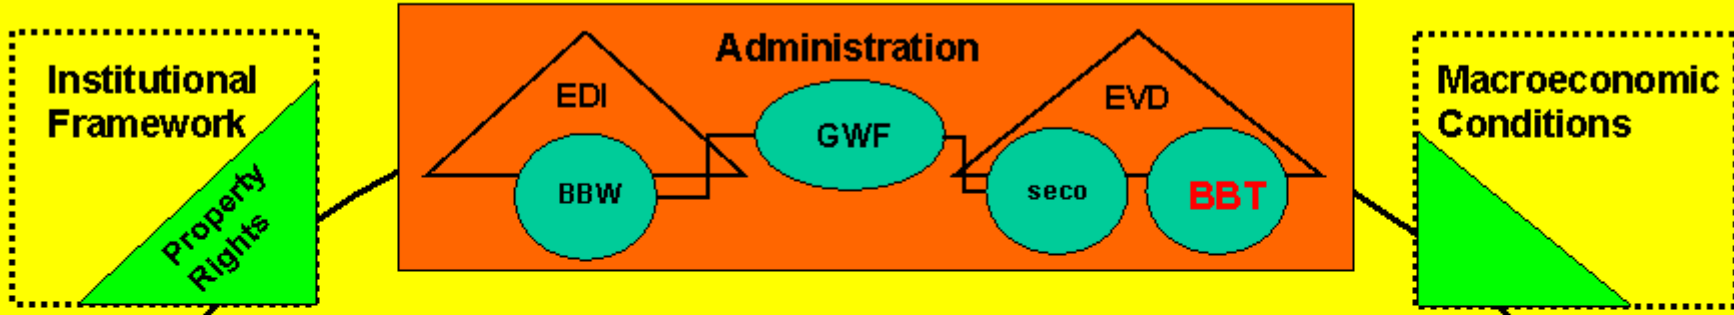 Institutional
Framework
Property
Rights
Administration
EDI
BBW
GWF
EVD
seco
BBT
Macroeconomic
Conditions